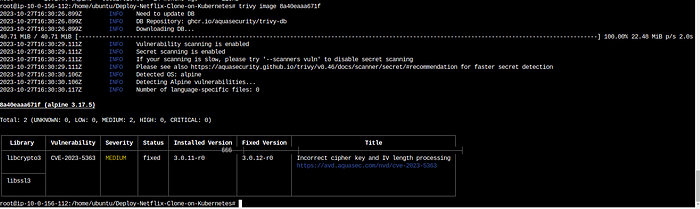 root@ip-10-0-156-112:/home/ubuntu/Deploy-Netflix-Clone-on-Kubernetes# trivy image 8a40eaaa671f
2023-10-27T16:30:26.899Z INFO Need to update DB
2023-10-27T16:30:26.899Z INFO DB Repository: ghcr.io/aquasecurity/trivy-db
2023-10-27T16:30:26.899Z INFO Downloading DB...
40.71 MiB / 40.71 MiB [---] 100.00% 22.48 MiB p/s 2.0s
2023-10-27T16:30:29.111Z INFO Vulnerability scanning is enabled
2023-10-27T16:30:29.111Z INFO Secret scanning is enabled
2023-10-27T16:30:29.111Z INFO If your scanning is slow, please try '--scanners vuln' to disable secret scanning
2023-10-27T16:30:29.111Z INFO Please see also https://aquasecurity.github.io/trivy/v0.46/docs/scanner/secret/#recommendation for faster secret detection
2023-10-27T16:30:30.106Z INFO Detected OS: alpine
2023-10-27T16:30:30.106Z INFO Detecting Alpine vulnerabilities...
2023-10-27T16:30:30.117Z INFO Number of language-specific files: 0
8a40eaaa671f (alpine 3.17.5)
Total: 2 (UNKNOWN: 0, LOW: 0, MEDIUM: 2, HIGH: 0, CRITICAL: 0)
Library Vulnerability Severity Status Installed Version Fixed Version Title
666
libcrypto3 CVE-2023-5363 MEDIUM fixed 3.0.11-r0 3.0.12-r0 Incorrect cipher key and IV length processing
https://avd.aquasec.com/nvd/cve-2023-5363
libssl3
root@ip-10-0-156-112:/home/ubuntu/Deploy-Netflix-Clone-on-Kubernetes#